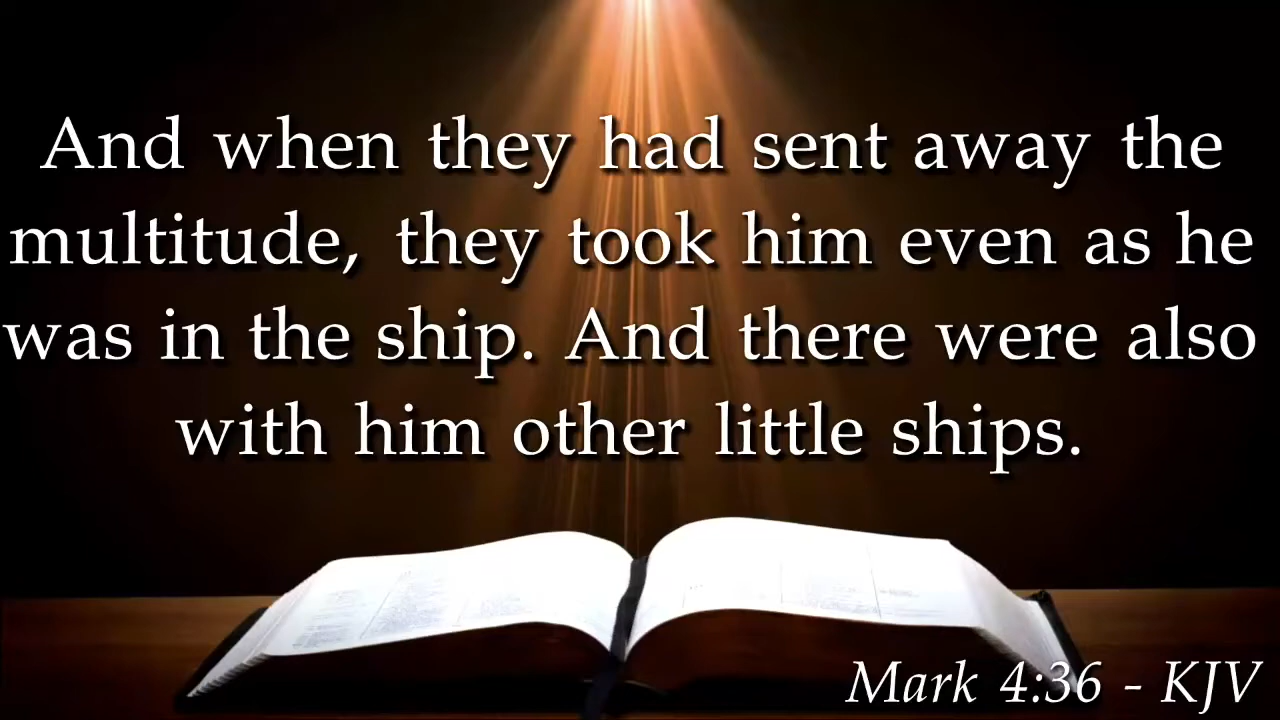 And when they had sent away the
multitude, they took him even as he
was in the ship. And there were also
with him other little ships.
Mark 4:36 - KJV